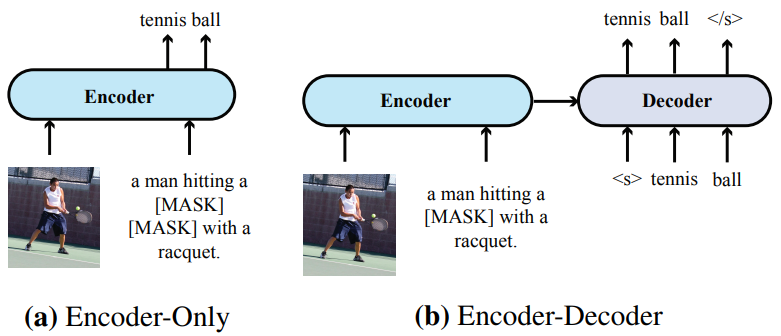 tennis ball
Encoder
a man hitting a
[MASK]
[MASK] with a
racquet.
(a) Encoder-Only
tennis ball </s>
Encoder
Decoder
a man hitting a
[MASK] with a
racquet.
<s> tennis ball
(b) Encoder-Decoder